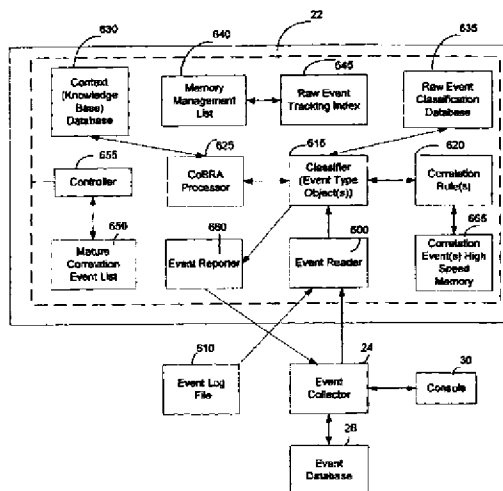 630
22
640
645
635
Context
(Knowledge
Base)
Database
Memory
Management
List
Raw Event
Tracking Index
Raw Event
Classification
Database
655
625
615
620
Controller
CoBRA
Processor
Classifier
(Event Type
Object(s))
Correlation
Rule(s)
650
660
600
665
Mature
Correlation
Event List
Event Reporter
Event Reader
Correlation
Event(s) High
Speed
Memory
610
24
30
Event Log
File
Event
Collector
Console
26
Event
Database